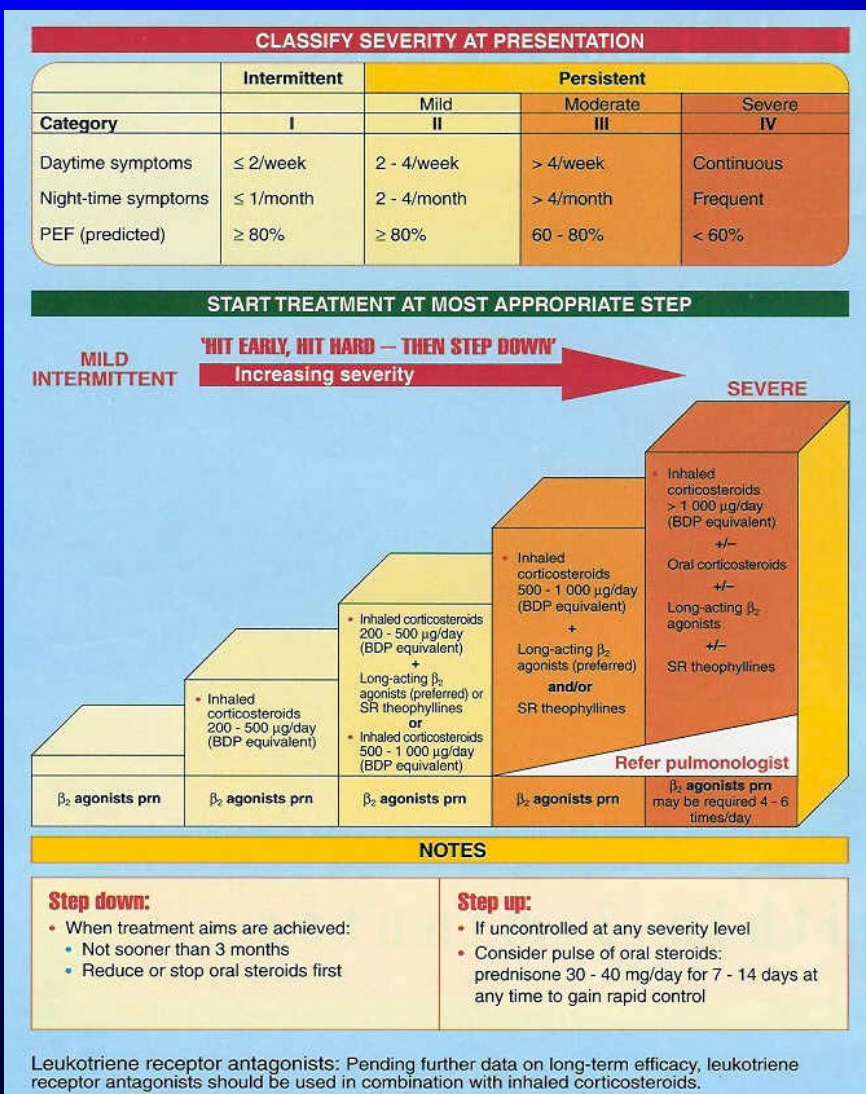 CLASSIFY SEVERITY AT PRESENTATION
Intermittent Persistent
Mild Moderate Severe
Category I II III IV
Daytime symptoms ≤ 2/week 2 - 4/week > 4/week Continuous
Night-time symptoms ≤ 1/month 2 - 4/month > 4/month Frequent
PEF (predicted) ≥ 80% ≥ 80% 60 - 80% < 60%
START TREATMENT AT MOST APPROPRIATE STEP
'HIT EARLY, HIT HARD – THEN STEP DOWN'
MILD
INTERMITTENT
Increasing severity
SEVERE
β₂ agonists prn
• Inhaled
corticosteroids
200 - 500 µg/day
(BDP equivalent)
β₂ agonists prn
• Inhaled corticosteroids
200 - 500 µg/day
(BDP equivalent)
+
Long-acting β₂
agonists (preferred) or
SR theophyllines
or
• Inhaled corticosteroids
500 - 1 000 µg/day
(BDP equivalent)
β₂ agonists prn
• Inhaled
corticosteroids
500 - 1 000 µg/day
(BDP equivalent)
+
Long-acting β₂
agonists (preferred)
and/or
SR theophyllines
β₂ agonists prn
• Inhaled
corticosteroids
> 1 000 µg/day
(BDP equivalent)
+/–
Oral corticosteroids
+/–
Long-acting β₂
agonists
+/–
SR theophyllines
Refer pulmonologist
β₂ agonists prn
may be required 4 - 6
times/day
NOTES
Step down:
• When treatment aims are achieved:
• Not sooner than 3 months
• Reduce or stop oral steroids first
Step up:
• If uncontrolled at any severity level
• Consider pulse of oral steroids:
prednisone 30 - 40 mg/day for 7 - 14 days at
any time to gain rapid control
Leukotriene receptor antagonists: Pending further data on long-term efficacy, leukotriene
receptor antagonists should be used in combination with inhaled corticosteroids.